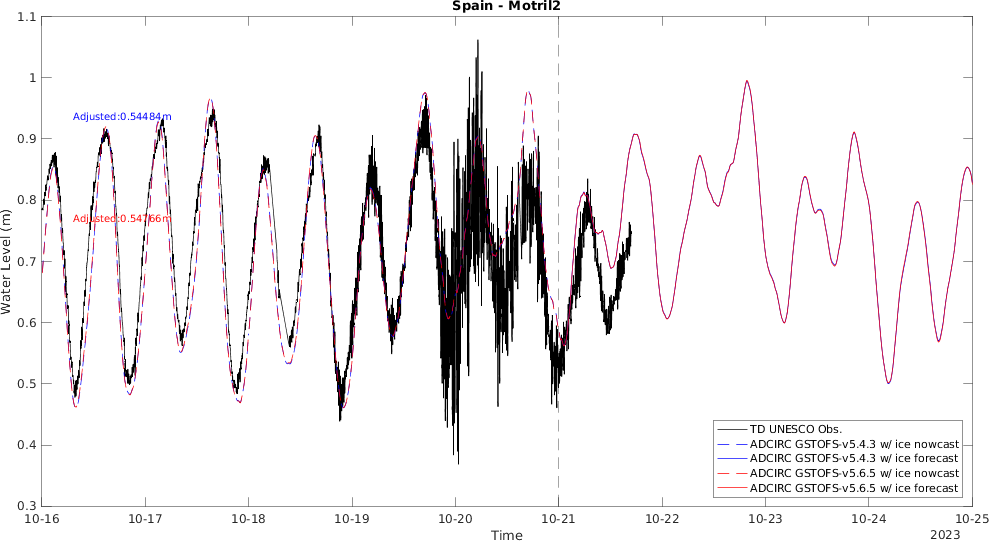 Spain - Motril2
1.1
1
0.9
0.8
0.7
0.6
0.5
0.4
0.3
Water Level (m)
Adjusted:0.54484m
Adjusted:0.54766m
TD UNESCO Obs.
ADCIRC GSTOFS-v5.4.3 w/ ice nowcast
ADCIRC GSTOFS-v5.4.3 w/ ice forecast
ADCIRC GSTOFS-v5.6.5 w/ ice nowcast
ADCIRC GSTOFS-v5.6.5 w/ ice forecast
10-16 10-17 10-18 10-19 10-20 10-21 10-22 10-23 10-24 10-25
Time
2023